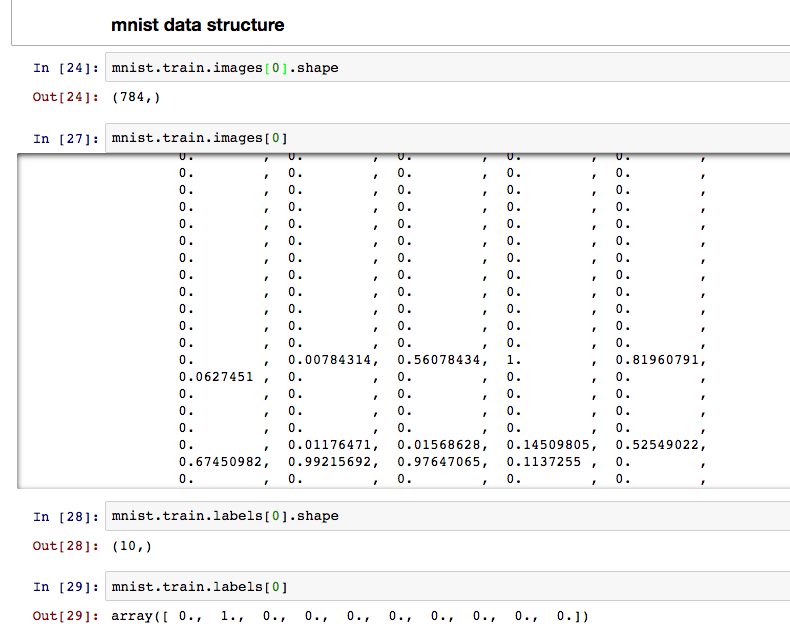 mnist data structure
In [24]: mnist.train.images[0].shape
Out[24]: (784,)
In [27]: mnist.train.images[0]
0. , 0. , 0. , 0. , 0. ,
0. , 0. , 0. , 0. , 0. ,
0. , 0. , 0. , 0. , 0. ,
0. , 0. , 0. , 0. , 0. ,
0. , 0. , 0. , 0. , 0. ,
0. , 0. , 0. , 0. , 0. ,
0. , 0. , 0. , 0. , 0. ,
0. , 0. , 0. , 0. , 0. ,
0. , 0. , 0. , 0. , 0. ,
0. , 0. , 0. , 0. , 0. ,
0. , 0. , 0. , 0. , 0. ,
0. , 0. , 0. , 0. , 0. ,
0. , 0.00784314, 0.56078434, 1. , 0.81960791,
0.0627451 , 0. , 0. , 0. , 0. ,
0. , 0. , 0. , 0. , 0. ,
0. , 0. , 0. , 0. , 0. ,
0. , 0. , 0. , 0. , 0. ,
0. , 0.01176471, 0.01568628, 0.14509805, 0.52549022,
0.67450982, 0.99215692, 0.97647065, 0.1137255 , 0. ,
0. , 0. , 0. , 0. , 0. ,
In [28]: mnist.train.labels[0].shape
Out[28]: (10,)
In [29]: mnist.train.labels[0]
Out[29]: array([ 0., 1., 0., 0., 0., 0., 0., 0., 0., 0.])